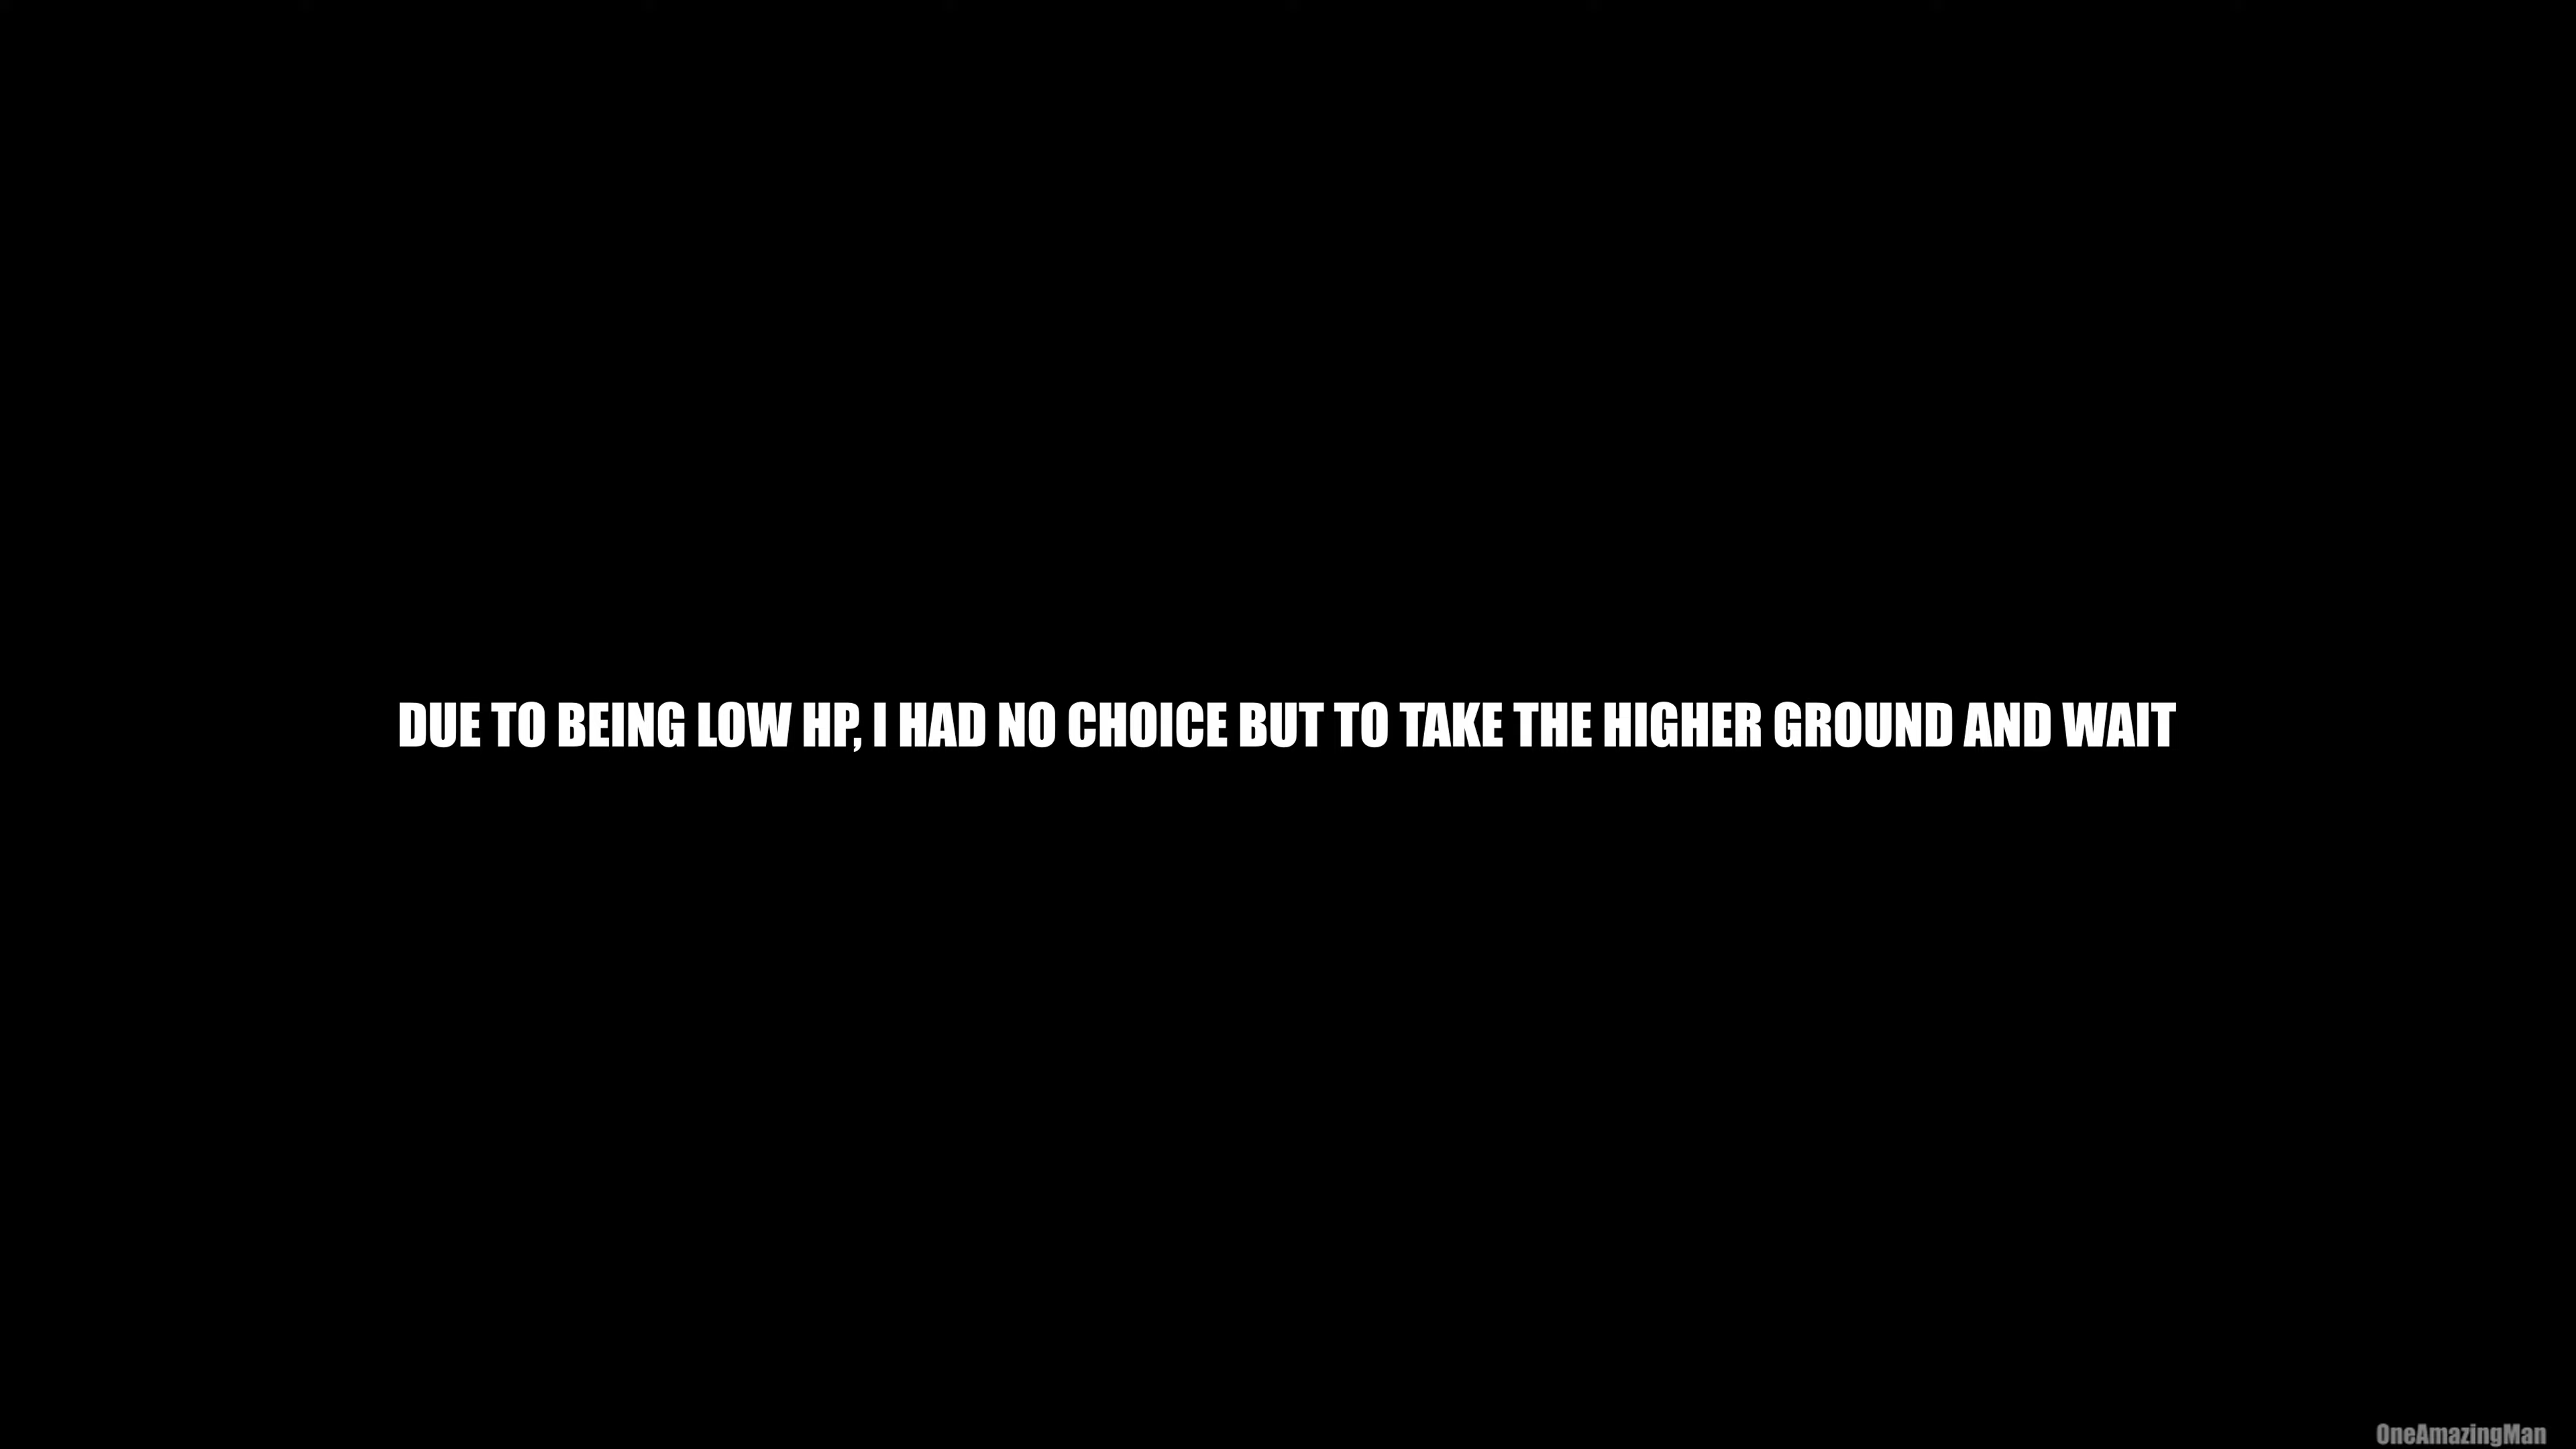 DUE TO BEING LOW HP, I HAD NO CHOICE BUT TO TAKE THE HIGHER GROUND AND WAIT
OneAmazingMan